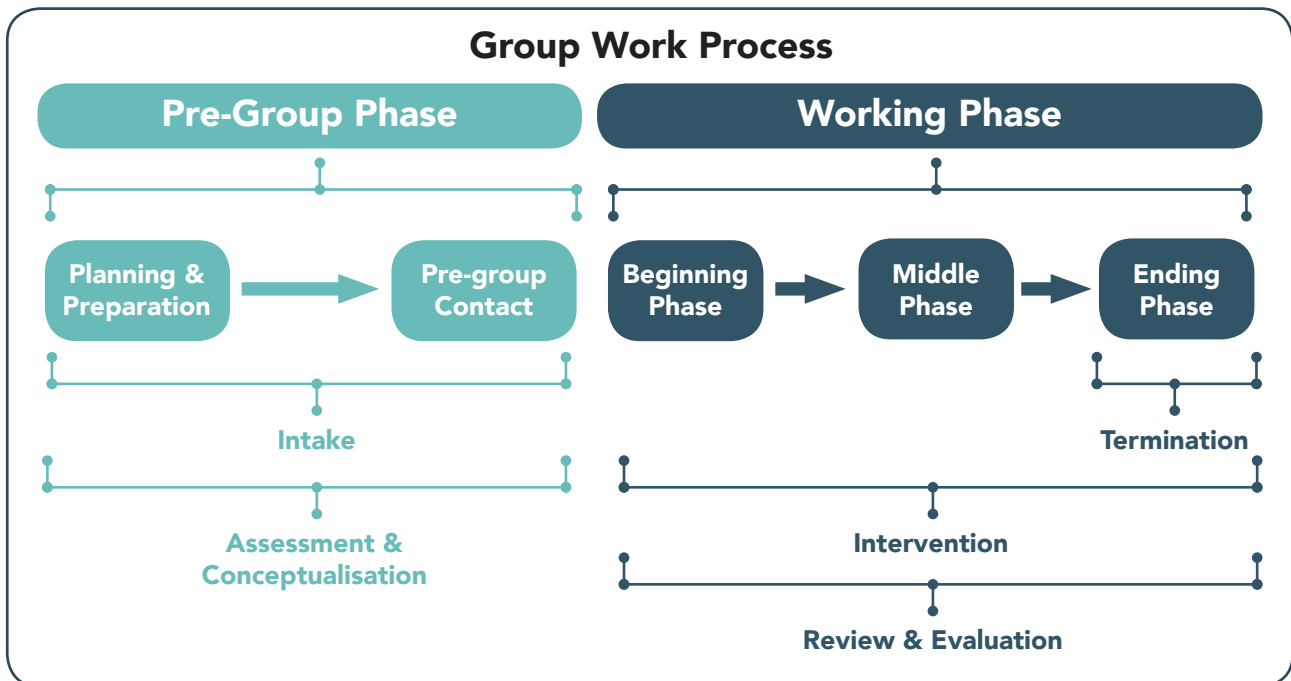 Group Work Process
Pre-Group Phase
Working Phase
Planning &
Preparation
Pre-group
Contact
Beginning
Phase
Middle
Phase
Ending
Phase
Intake
Termination
Assessment &
Conceptualisation
Intervention
Review & Evaluation